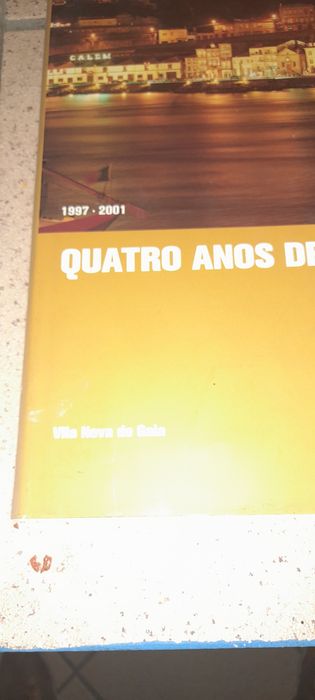 CALEM
1997 · 2001
QUATRO ANOS DE
Vila Nova de Gaia